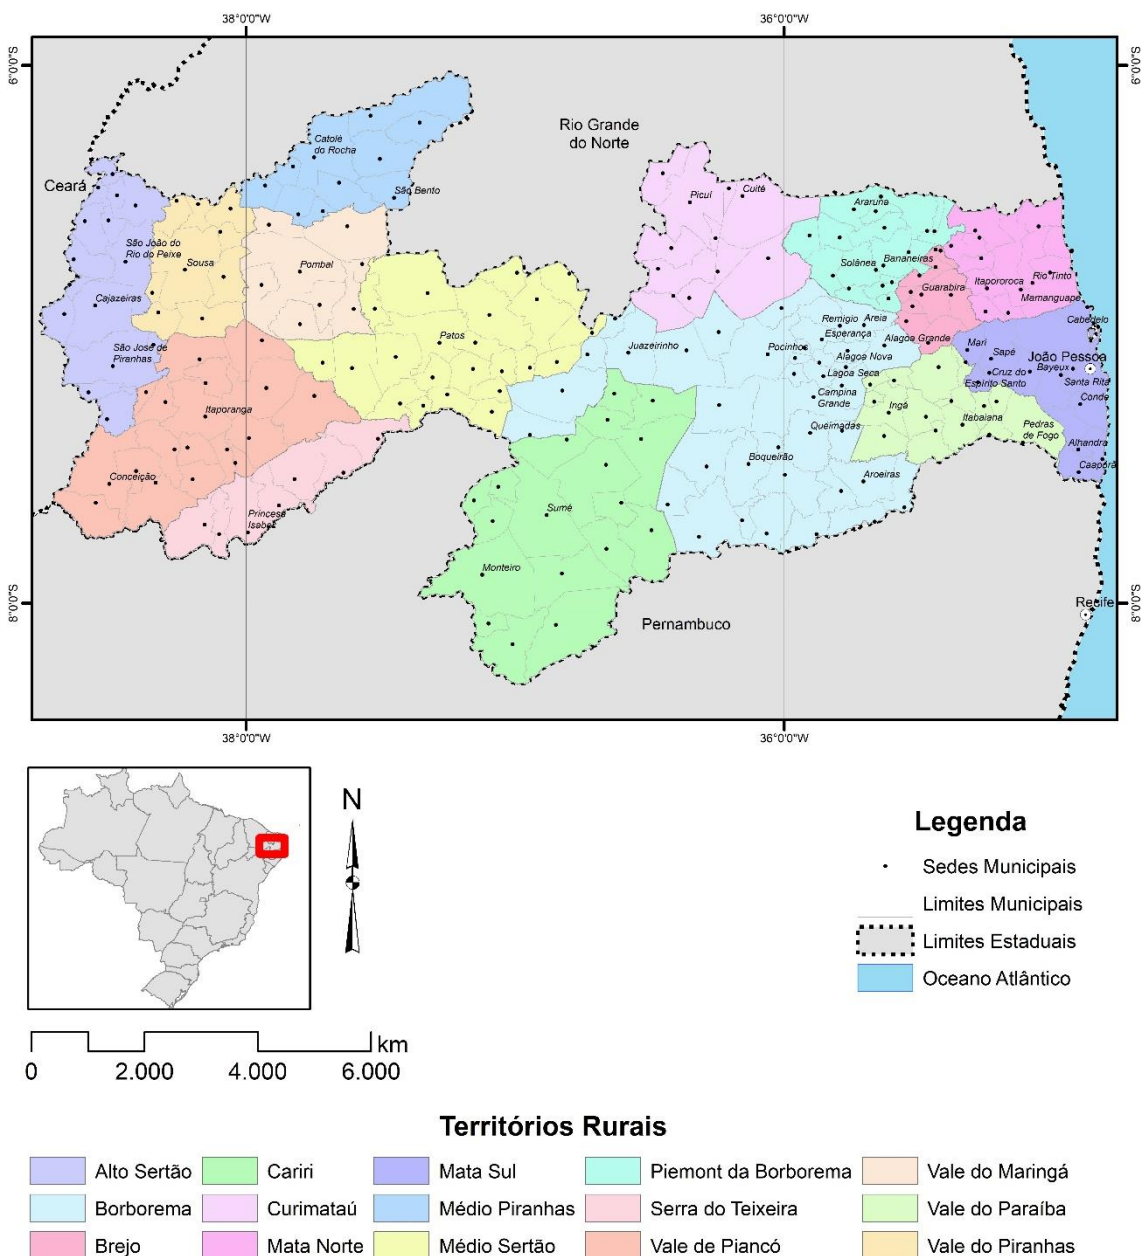 38°0'0"W
36°0'0"W
6°0'0"S
6°0'0"S
Rio Grande
do Norte
Catolé
do Rocha
Ceará
São Bento
Picuí
Cuité
Araruna
São João do
Rio do Peixe
Sousa
Pombal
Solânea
Bananeiras
Guarabira
Itapororoca
Rio Tinto
Mamanguape
Cajazeiras
Cabedelo
Remígio
Areia
Esperança
Alagoa Grande
Patos
Juazeirinho
Pocinhos
Mari
Sapé
João Pessoa
São José de
Piranhas
Alagoa Nova
Lagoa Seca
Cruz do
Espírito Santo
Bayeux
Santa Rita
Campina
Grande
Conde
Itaporanga
Ingá
Itabaiana
Queimadas
Pedras
de Fogo
Alhandra
Boqueirão
Caaporã
Conceição
Aroeiras
Princesa
Isabel
Sumé
Monteiro
8°0'0"S
8°0'0"S
Recife
Pernambuco
38°0'0"W
36°0'0"W
N
Legenda
Sedes Municipais
Limites Municipais
Limites Estaduais
Oceano Atlântico
km
0 2.000 4.000 6.000
Territórios Rurais
Alto Sertão
Cariri
Mata Sul
Piemont da Borborema
Vale do Maringá
Borborema
Curimataú
Médio Piranhas
Serra do Teixeira
Vale do Paraíba
Brejo
Mata Norte
Médio Sertão
Vale de Piancó
Vale do Piranhas